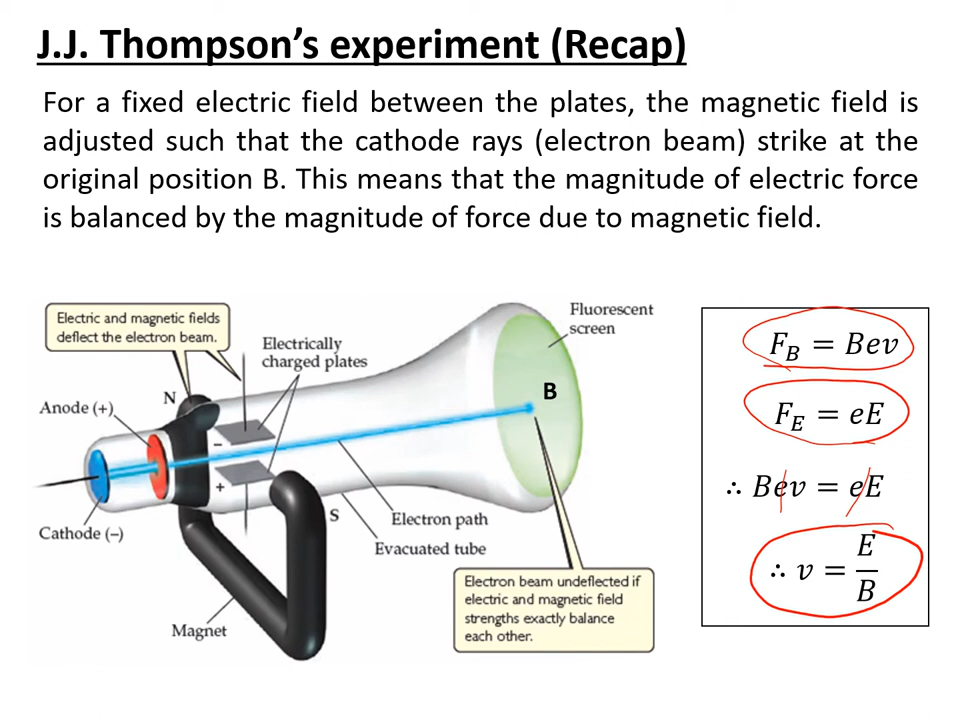 J.J. Thompson's experiment (Recap)
For a fixed electric field between the plates, the magnetic field is
adjusted such that the cathode rays (electron beam) strike at the
original position B. This means that the magnitude of electric force
is balanced by the magnitude of force due to magnetic field.
Electric and magnetic fields
deflect the electron beam.
Electrically
charged plates
Fluorescent
screen
N
B
Anode (+)
−
+
S
Cathode (−)
Electron path
Evacuated tube
Magnet
Electron beam undeflected if
electric and magnetic field
strengths exactly balance
each other.
F_B = Bev
F_E = eE
∴ Bev = eE
∴ v = E/B